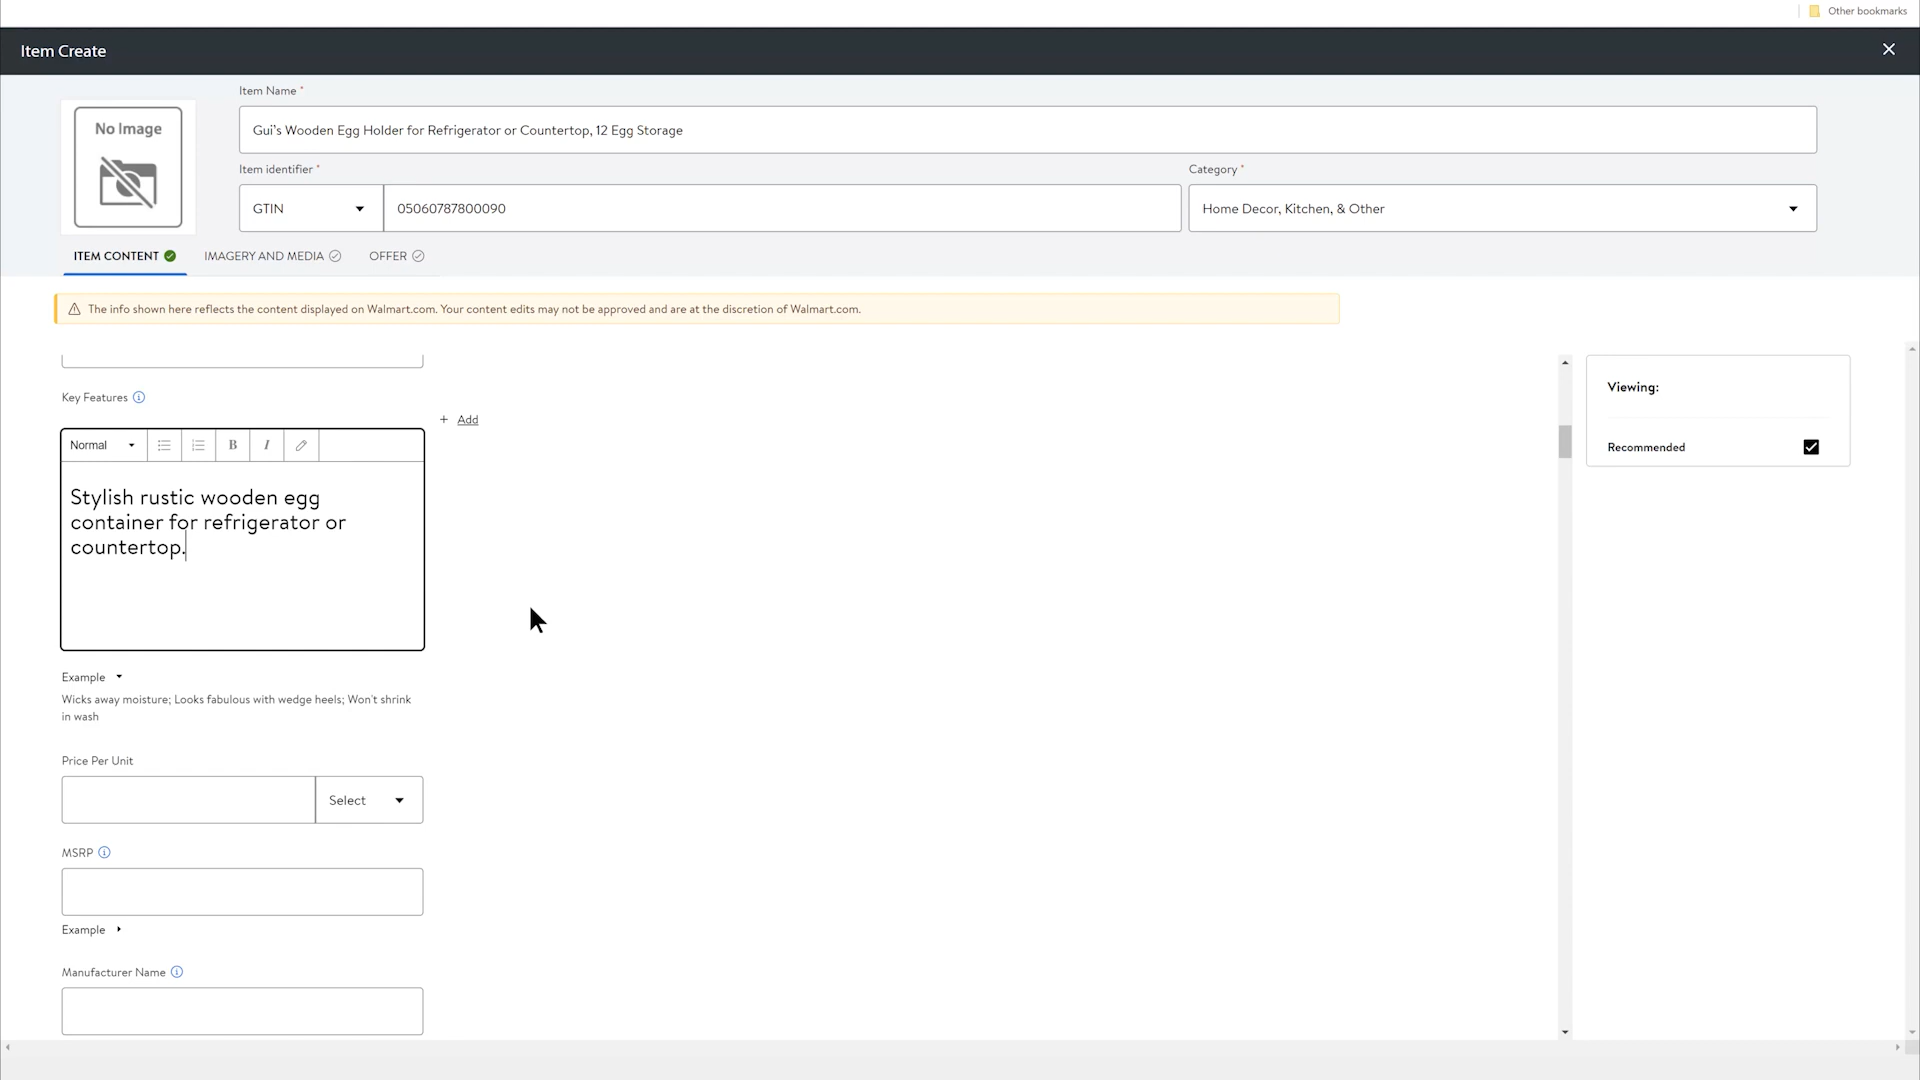 Other bookmarks
Item Create
No Image
Item Name *
Gui's Wooden Egg Holder for Refrigerator or Countertop, 12 Egg Storage
Item identifier *
Category *
GTIN
05060787800090
Home Decor, Kitchen, & Other
ITEM CONTENT
IMAGERY AND MEDIA
OFFER
The info shown here reflects the content displayed on Walmart.com. Your content edits may not be approved and are at the discretion of Walmart.com.
Key Features
+ Add
Viewing:
Recommended
Normal
B
I
Stylish rustic wooden egg
container for refrigerator or
countertop.
Example
Wicks away moisture; Looks fabulous with wedge heels; Won't shrink
in wash
Price Per Unit
Select
MSRP
Example
Manufacturer Name